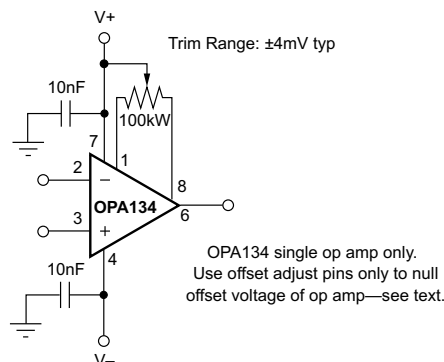 V+
Trim Range: ±4mV typ
10nF
100kW
7
1
2
−
8
OPA134
6
3
+
OPA134 single op amp only.
10nF
4
Use offset adjust pins only to null
offset voltage of op amp—see text.
V−